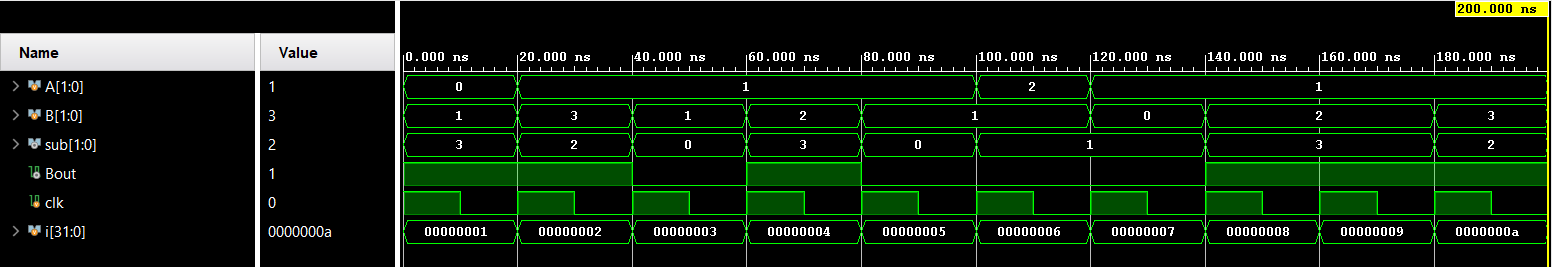 200.000 ns
Name Value
0.000 ns 20.000 ns 40.000 ns 60.000 ns 80.000 ns 100.000 ns 120.000 ns 140.000 ns 160.000 ns 180.000 ns
A[1:0] 1 0 1 2 1
B[1:0] 3 1 3 1 2 1 0 2 3
sub[1:0] 2 3 2 0 3 0 1 3 2
Bout 1
clk 0
i[31:0] 0000000a 00000001 00000002 00000003 00000004 00000005 00000006 00000007 00000008 00000009 0000000a